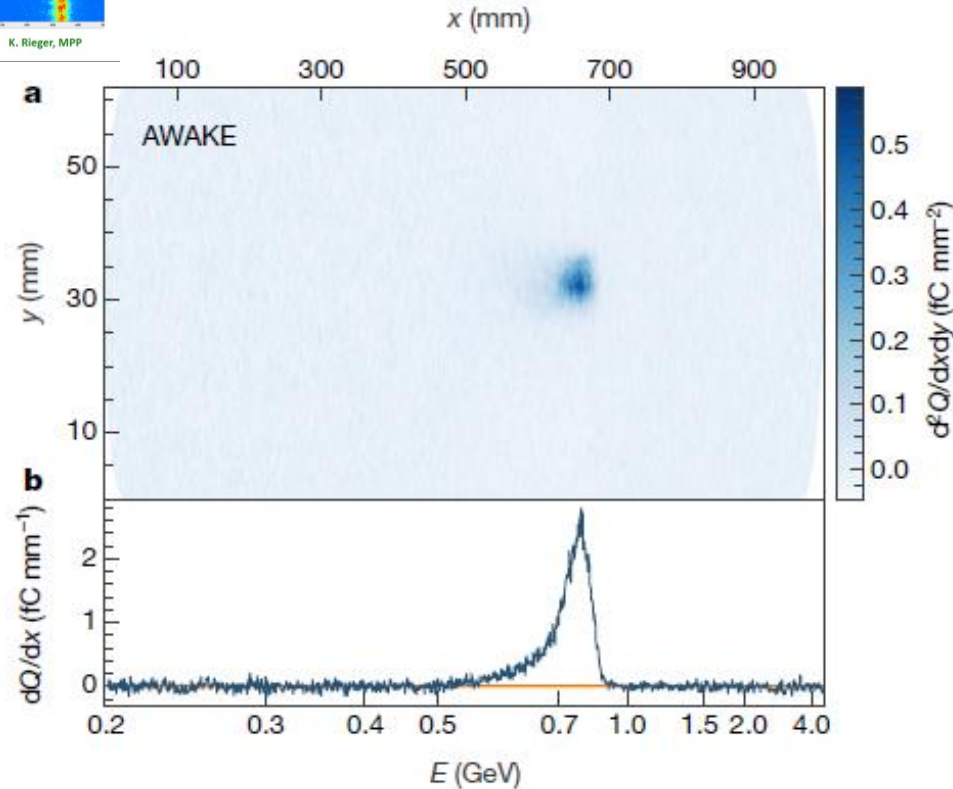 K. Rieger, MPP
x (mm)
100 300 500 700 900
a
AWAKE
50
30
10
y (mm)
0.5
0.4
0.3
0.2
0.1
0.0
d²Q/dxdy (fC mm⁻²)
b
2
1
0
dQ/dx (fC mm⁻¹)
0.2 0.3 0.4 0.5 0.7 1.0 1.5 2.0 4.0
E (GeV)